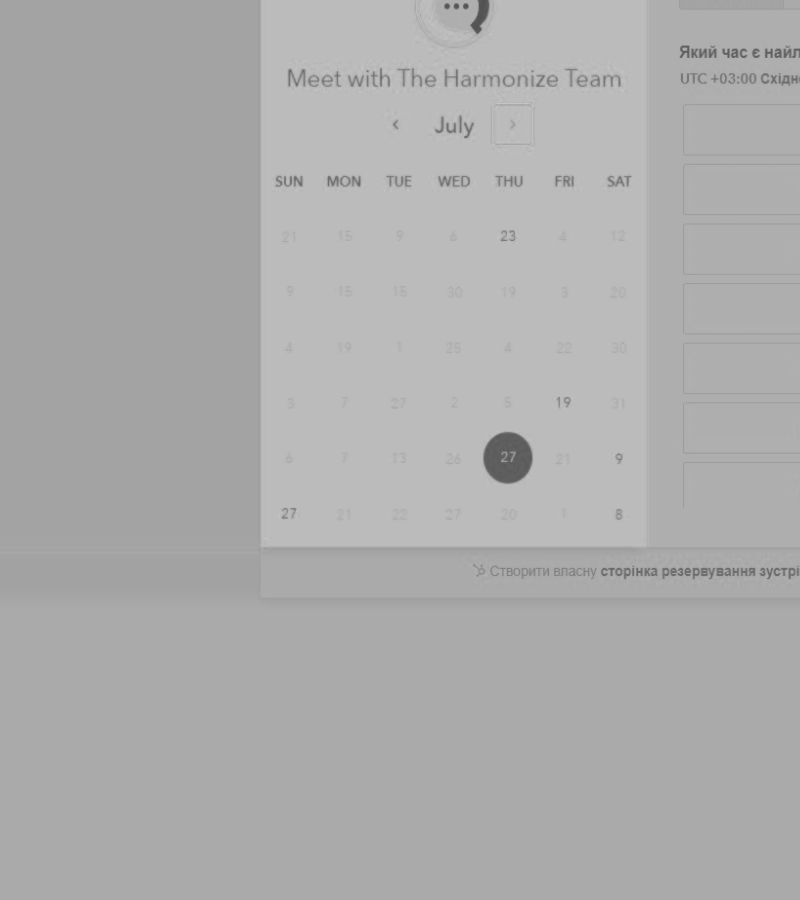 Meet with The Harmonize Team
‹ July ›
SUN MON TUE WED THU FRI SAT
21 15 9 6 23 4 12
9 15 15 30 19 3 20
4 19 1 25 4 22 30
3 7 27 2 5 19 31
6 7 13 26 27 21 9
27 21 22 27 20 1 8
Який час є найл
UTC +03:00 Східн
Створити власну сторінка резервування зустрі